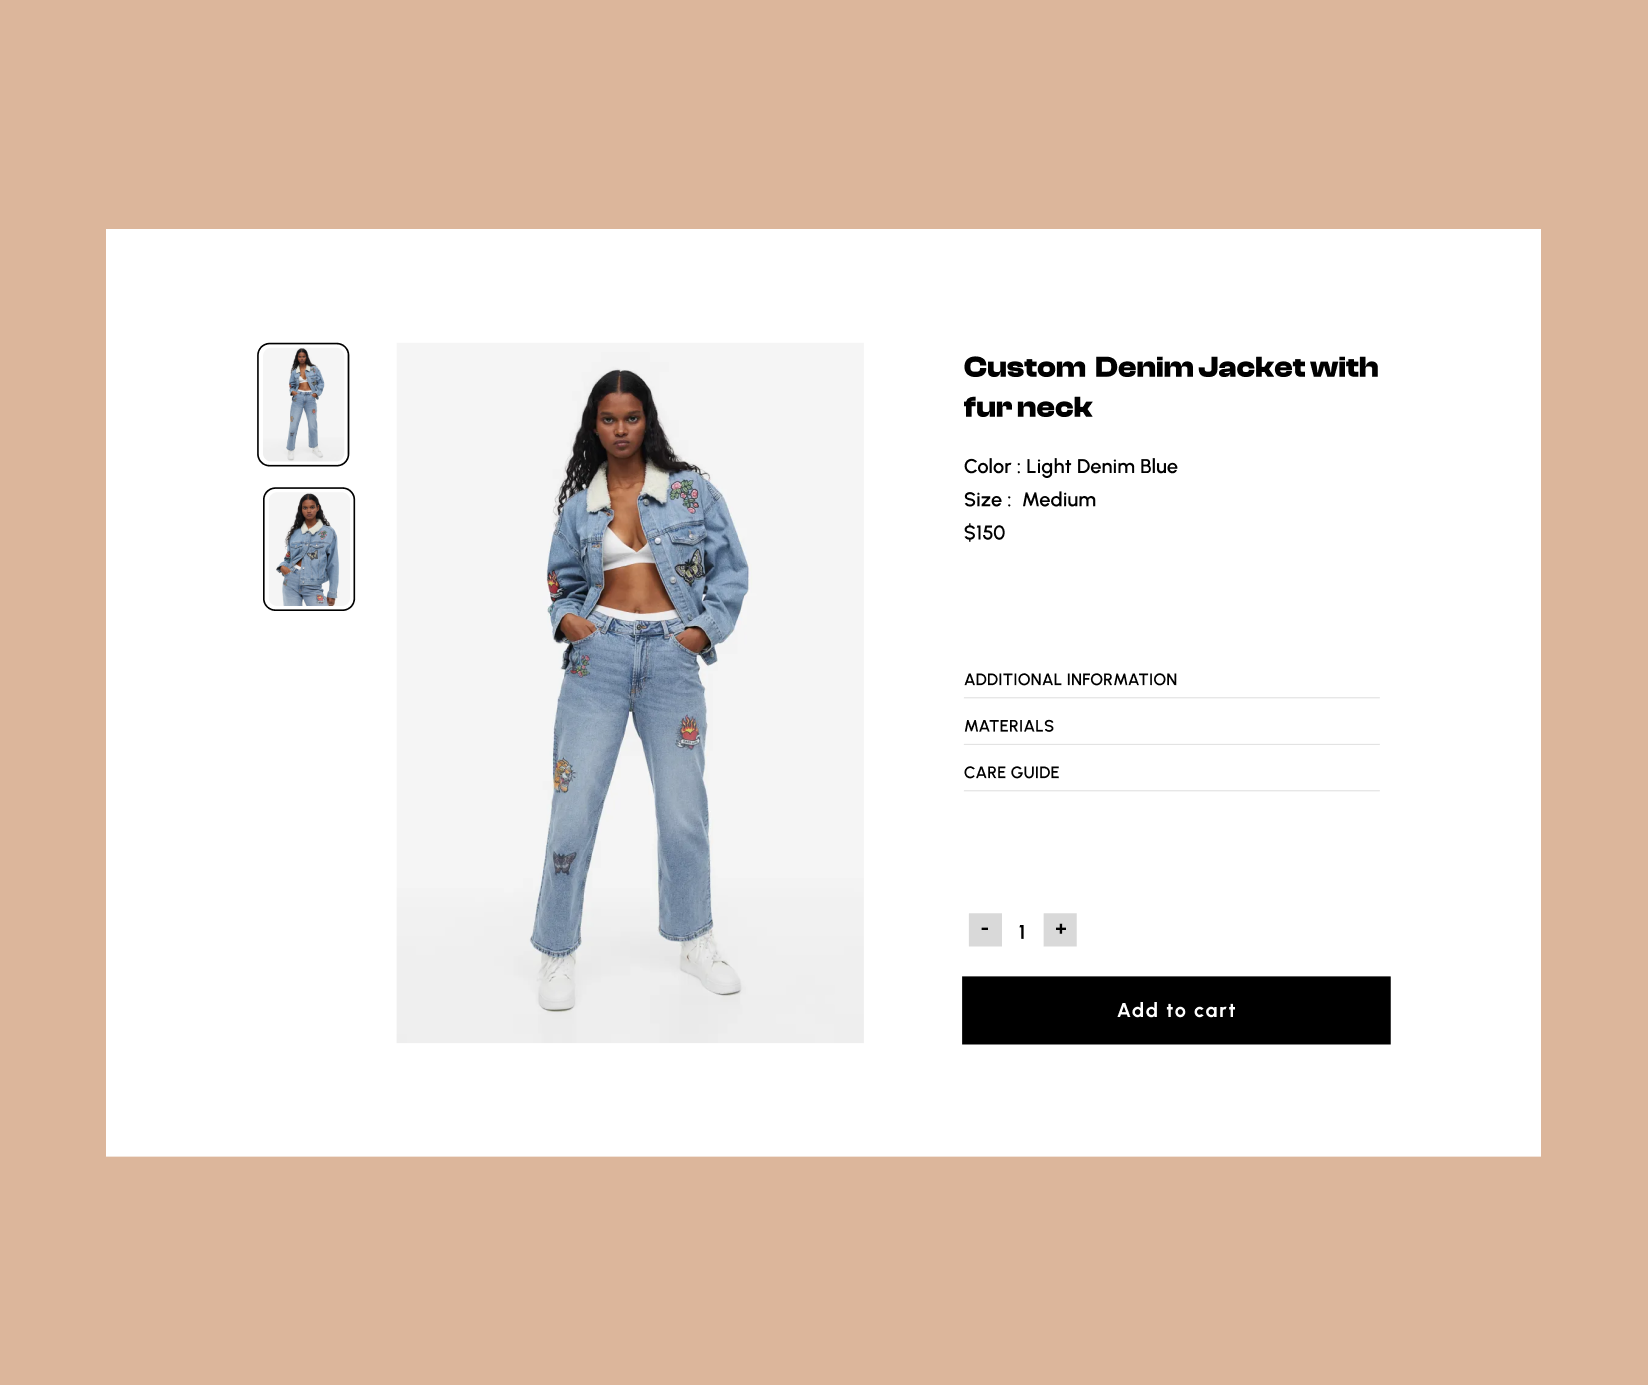 Custom Denim Jacket with
fur neck
Color : Light Denim Blue
Size : Medium
$150
ADDITIONAL INFORMATION
MATERIALS
CARE GUIDE
- 1 +
Add to cart